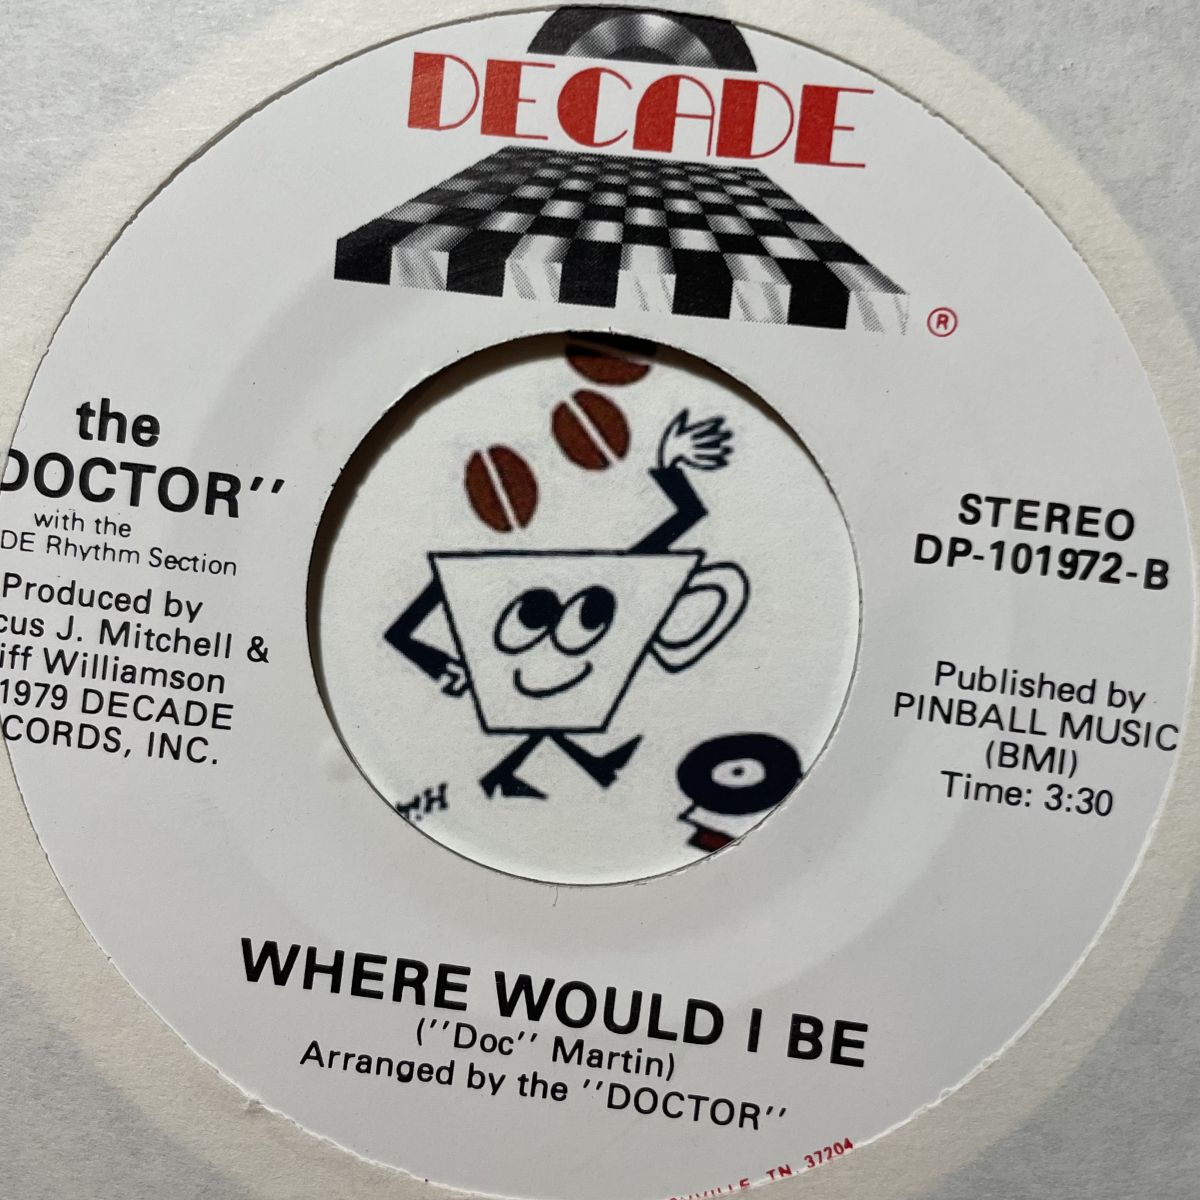 DECADE
®
the
DOCTOR"
with the
DE Rhythm Section
Produced by
cus J. Mitchell &
iff Williamson
1979 DECADE
CORDS, INC.
STEREO
DP-101972-B
Published by
PINBALL MUSIC
(BMI)
Time: 3:30
WHERE WOULD I BE
("Doc" Martin)
Arranged by the "DOCTOR"
TN. 37204